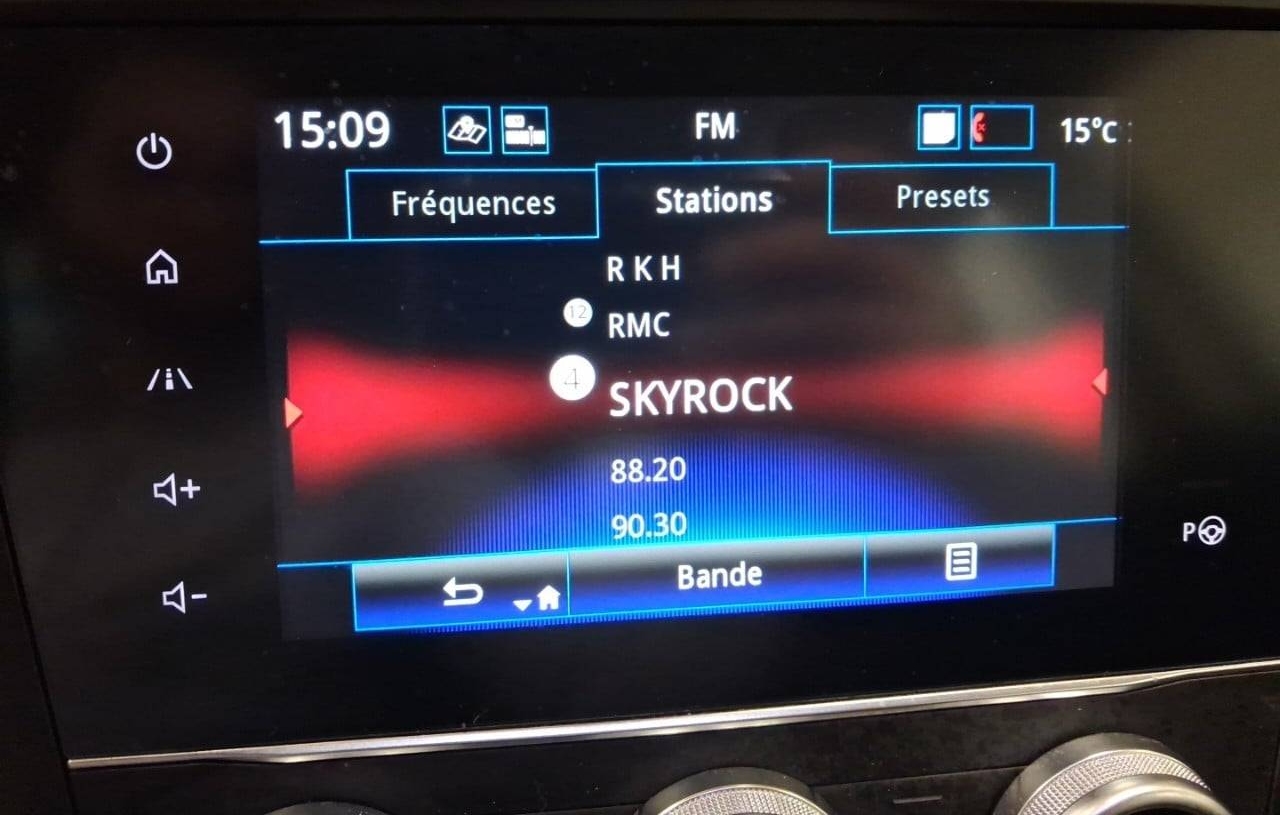 15:09 FM 15°C
Fréquences Stations Presets
R K H
12 RMC
4 SKYROCK
88.20
90.30
Bande
P